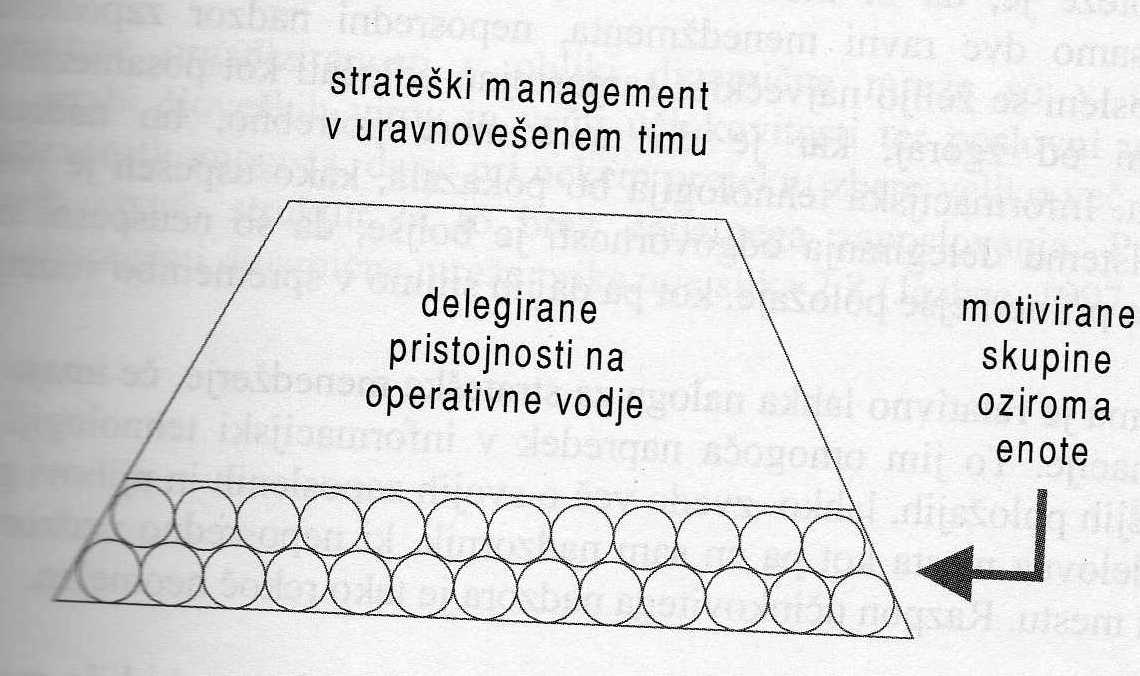 strateški management
v uravnovešenem timu
delegirane
pristojnosti na
operativne vodje
motivirane
skupine
oziroma
enote